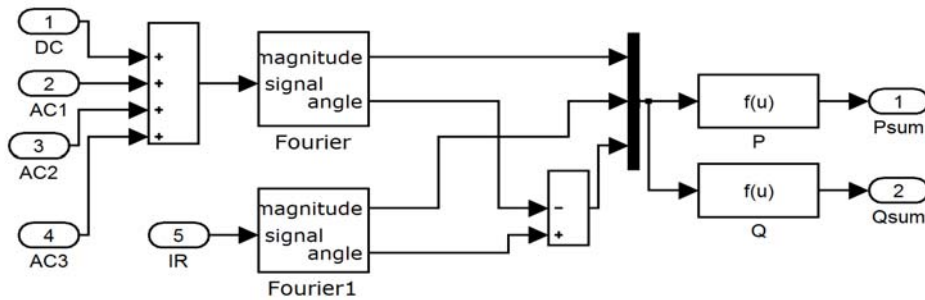 1
DC
2
AC1
3
AC2
4
AC3
+
+
+
+
magnitude
signal
angle
Fourier
5
IR
magnitude
signal
angle
Fourier1
−
+
f(u)
P
1
Psum
f(u)
Q
2
Qsum